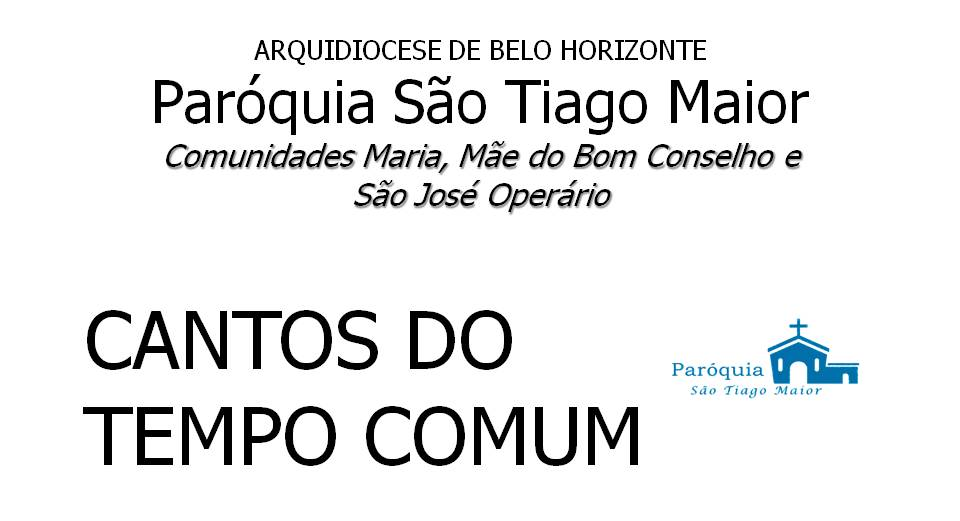 ARQUIDIOCESE DE BELO HORIZONTE
Paróquia São Tiago Maior
Comunidades Maria, Mãe do Bom Conselho e
São José Operário
CANTOS DO
TEMPO COMUM
Paróquia
São Tiago Maior